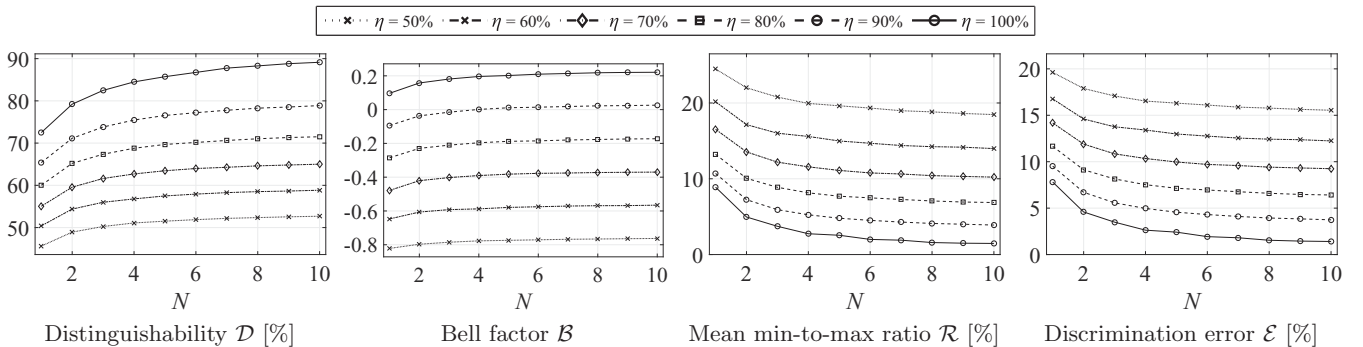 η = 50% η = 60% η = 70% η = 80% η = 90% η = 100%
90
80
70
60
50
2 4 6 8 10
N
Distinguishability 𝒟 [%]
0.2
0
-0.2
-0.4
-0.6
-0.8
2 4 6 8 10
N
Bell factor ℬ
20
10
0
2 4 6 8 10
N
Mean min-to-max ratio ℛ [%]
20
15
10
5
0
2 4 6 8 10
N
Discrimination error ℰ [%]